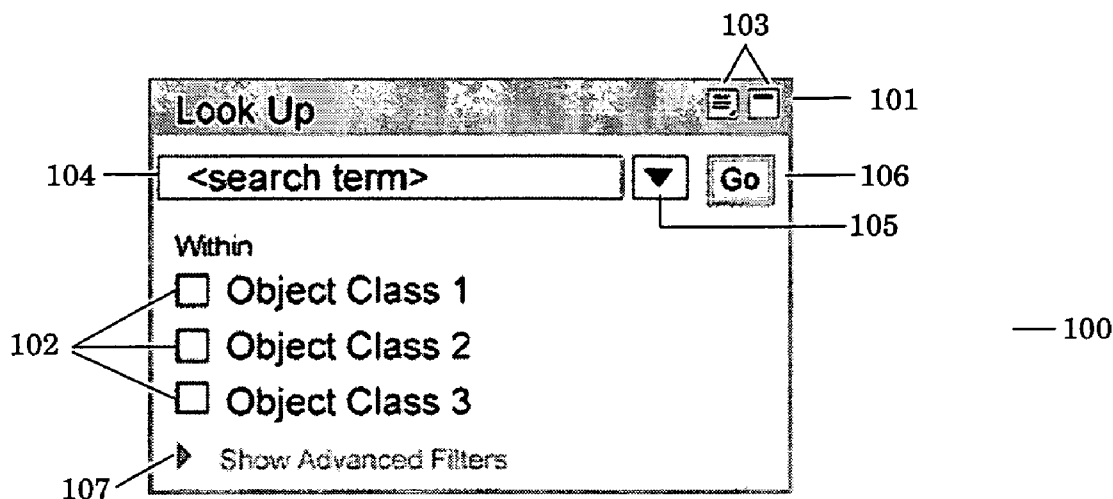 103
Look Up
101
104
<search term>
Go
106
105
Within
Object Class 1
102
Object Class 2
100
Object Class 3
Show Advanced Filters
107